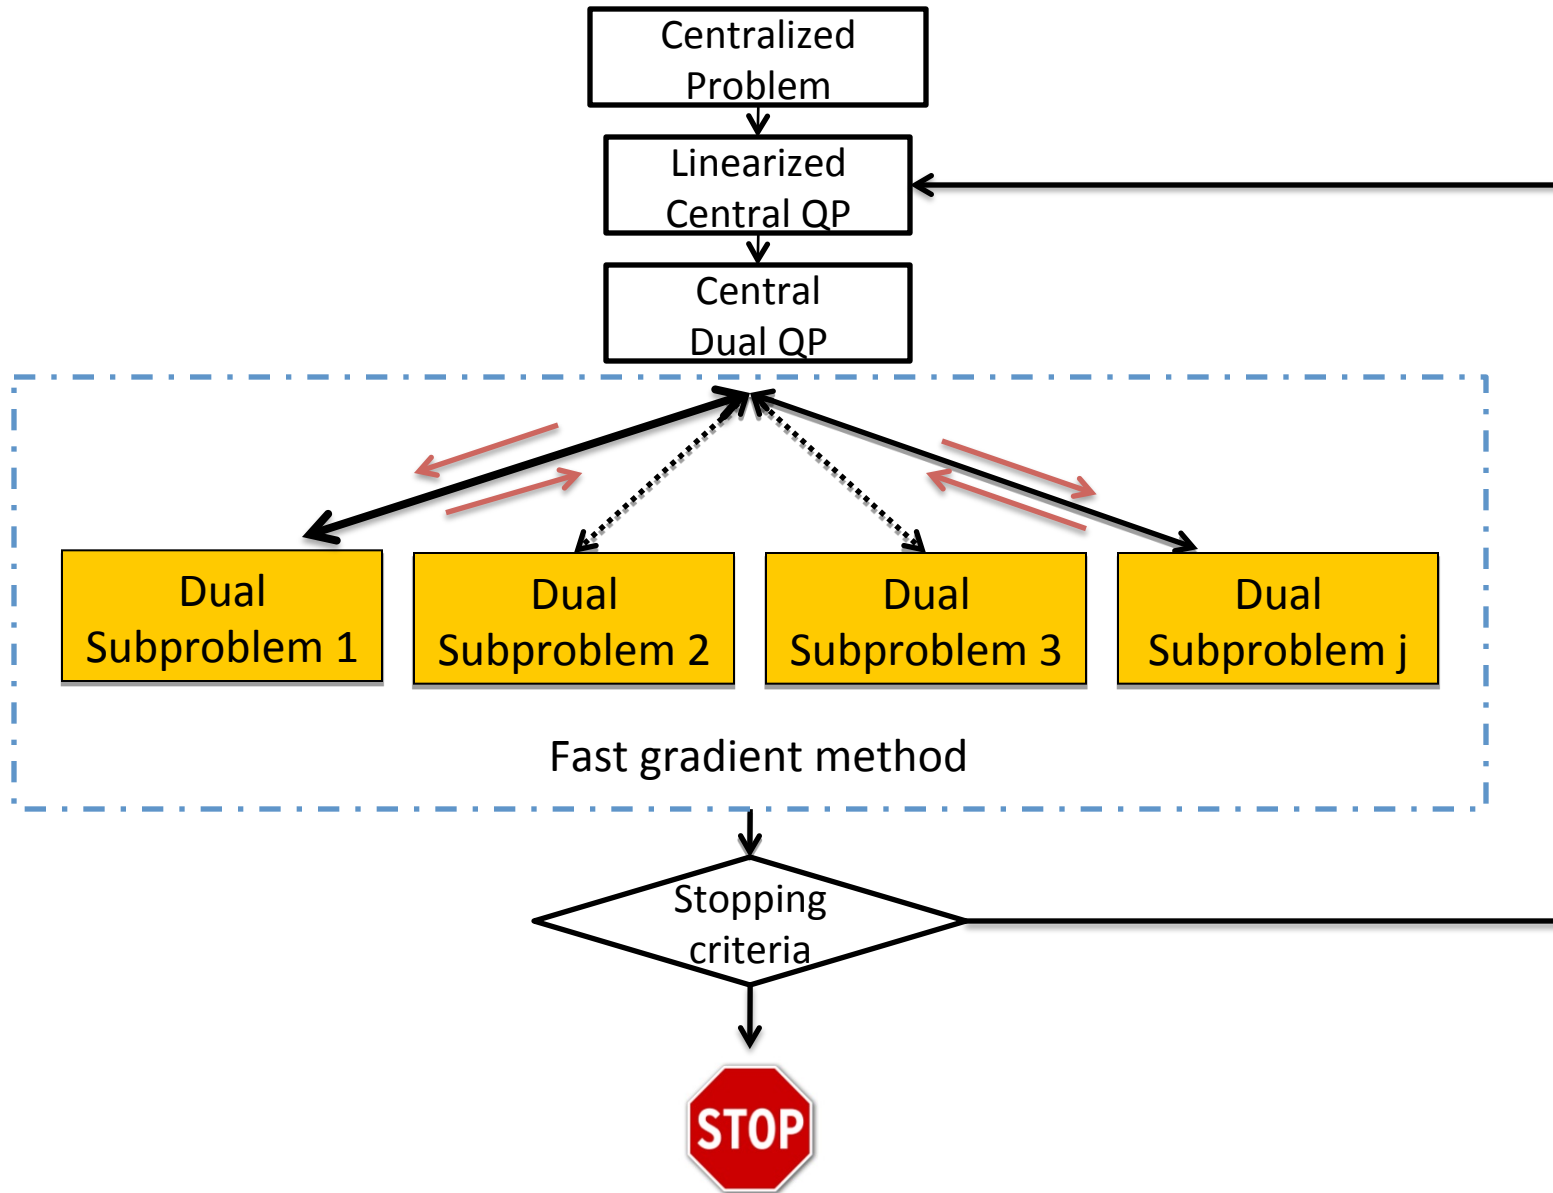 Centralized
Problem
Linearized
Central QP
Central
Dual QP
Dual
Subproblem 1
Dual
Subproblem 2
Dual
Subproblem 3
Dual
Subproblem j
Fast gradient method
Stopping
criteria
STOP